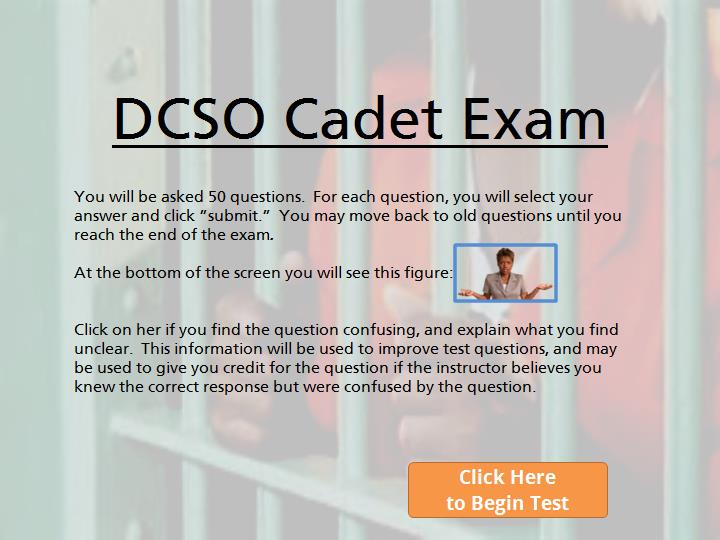 DCSO Cadet Exam
You will be asked 50 questions.  For each question, you will select your
answer and click “submit.”  You may move back to old questions until you
reach the end of the exam.
At the bottom of the screen you will see this figure:
Click on her if you find the question confusing, and explain what you find
unclear.  This information will be used to improve test questions, and may
be used to give you credit for the question if the instructor believes you
knew the correct response but were confused by the question.
Click Here
to Begin Test